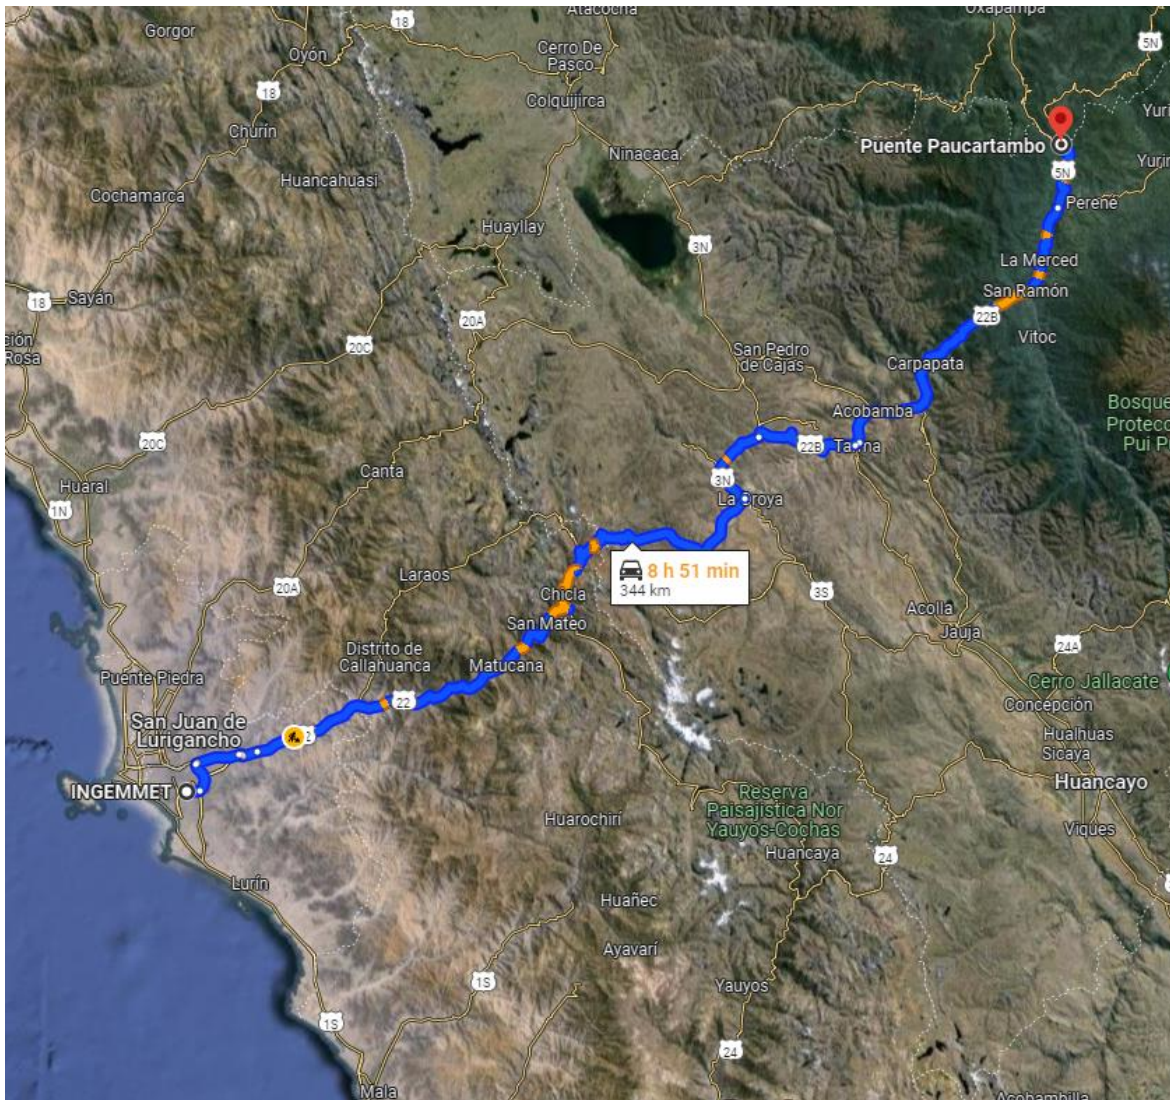 Atacocha
Oxapampa
18
Gorgor
Oyón
Cerro De
Pasco
5N
18
Colquijirca
Churín
Yuri
Puente Paucartambo
Ninacaca
Huancahuasi
5N
Cochamarca
Perené
Huayllay
3N
La Merced
18
Sayán
San Ramón
20A
22B
ción
Rosa
20C
Vitoc
San Pedro
de Cajas
Carpapata
Bosque
Protecc
Pui P
Acobamba
20C
22B
Tarma
Canta
3N
Huaral
1N
La Oroya
8 h 51 min
344 km
Laraos
20A
Chicla
3S
San Mateo
Acolla
Jauja
24A
Distrito de
Callahuanca
Matucana
Puente Piedra
Cerro Jallacate
22
Concepción
San Juan de
Lurigancho
Hualhuas
Sicaya
INGEMMET
Huancayo
Reserva
Paisajística Nor
Yauyos-Cochas
Huarochirí
Viques
Huancaya
24
Lurín
Huañec
Ayavarí
1S
Yauyos
1S
24
Mala
Acobambilla